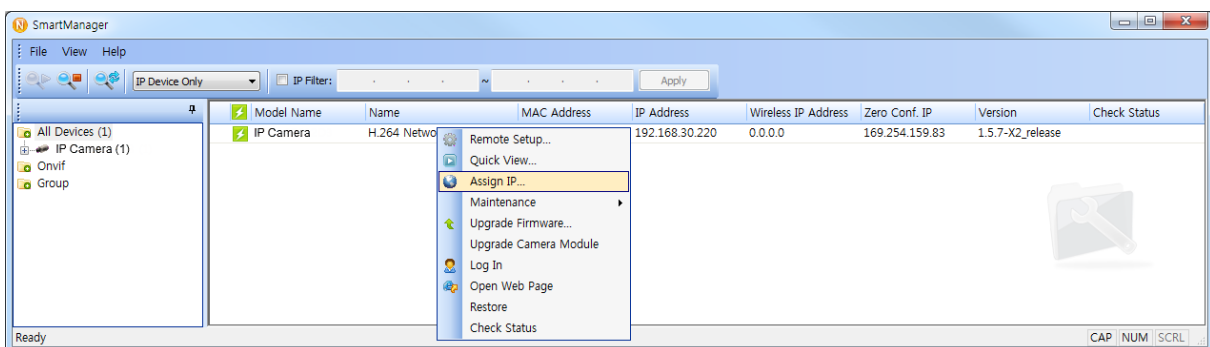 SmartManager
File View Help
IP Device Only IP Filter: . . . ~ . . . Apply
Model Name Name MAC Address IP Address Wireless IP Address Zero Conf. IP Version Check Status
All Devices (1)
IP Camera (1)
Onvif
Group
IP Camera H.264 Netwo 192.168.30.220 0.0.0.0 169.254.159.83 1.5.7-X2_release
Remote Setup...
Quick View...
Assign IP...
Maintenance
Upgrade Firmware...
Upgrade Camera Module
Log In
Open Web Page
Restore
Check Status
Ready CAP NUM SCRL